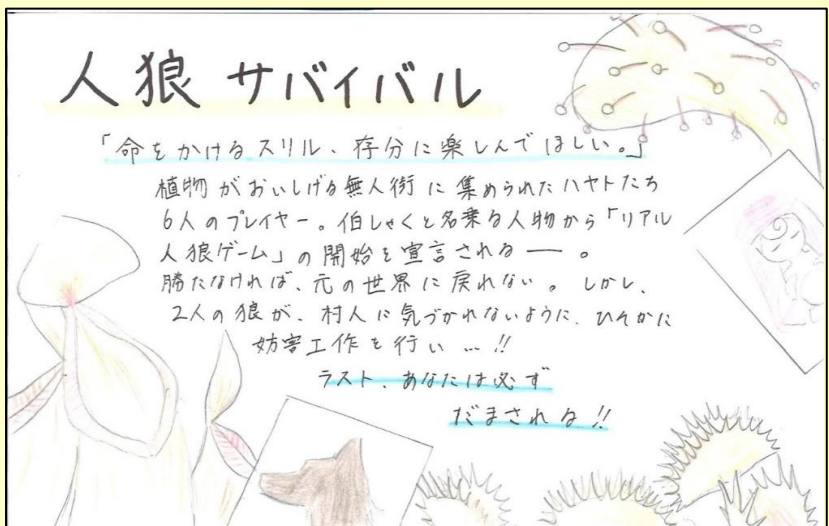 人狼 サバイバル
「命をかけるスリル、存分に楽しんでほしい。」
植物がおいしげる無人街に集められたハヤトたち
6人のプレイヤー。伯しゃくと名乗る人物から「リアル
人狼ゲーム」の開始を宣言される――。
勝たなければ、元の世界に戻れない。しかし、
2人の狼が、村人に気づかれないように、ひそかに
妨害工作を行い…!!
ラスト、あなたは必ず
だまされる!!